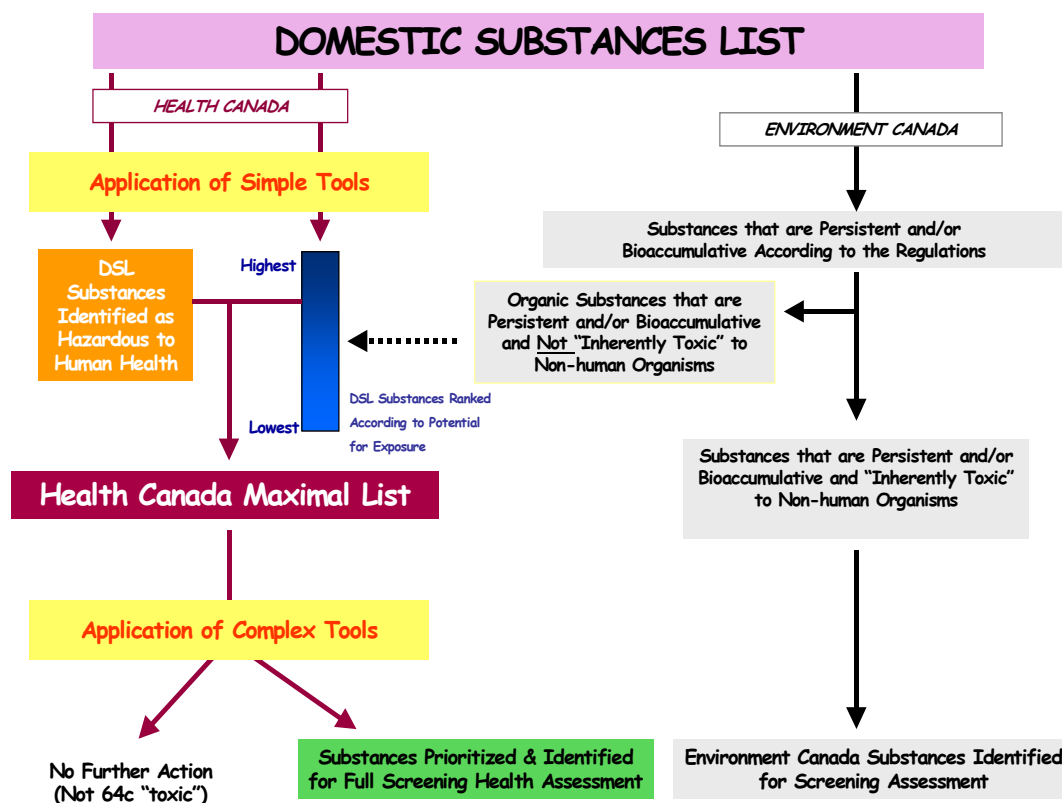 DOMESTIC SUBSTANCES LIST
HEALTH CANADA
ENVIRONMENT CANADA
Application of Simple Tools
Substances that are Persistent and/or
Bioaccumulative According to the Regulations
DSL
Substances
Identified as
Hazardous to
Human Health
Highest
Lowest
DSL Substances Ranked
According to Potential
for Exposure
Organic Substances that are
Persistent and/or Bioaccumulative
and Not "Inherently Toxic" to
Non-human Organisms
Substances that are Persistent and/or
Bioaccumulative and “Inherently Toxic”
to Non-human Organisms
Health Canada Maximal List
Application of Complex Tools
No Further Action
(Not 64c “toxic”)
Substances Prioritized & Identified
for Full Screening Health Assessment
Environment Canada Substances Identified
for Screening Assessment